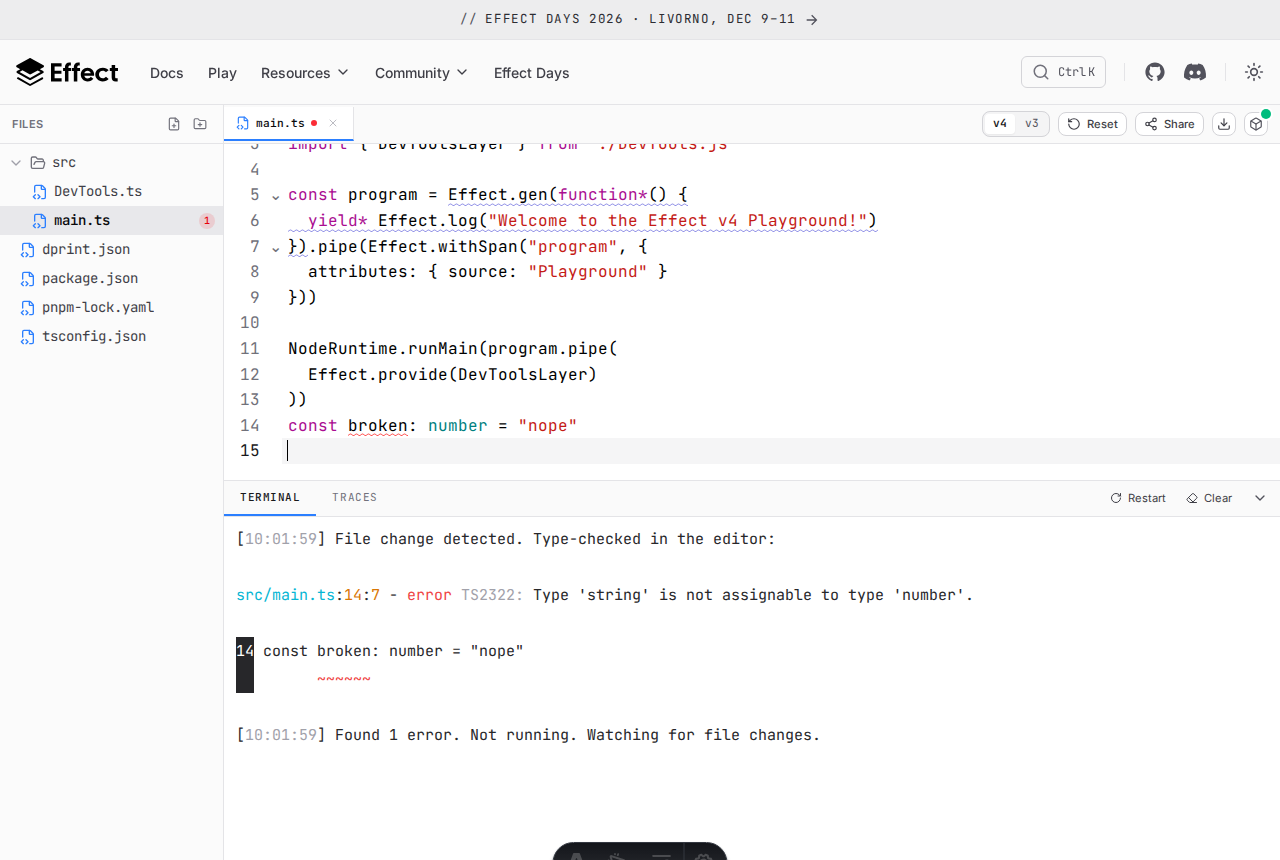 // EFFECT DAYS 2026 · LIVORNO, DEC 9–11 →
Effect
Docs
Play
Resources
Community
Effect Days
Ctrl K
FILES
main.ts
v4
v3
Reset
Share
src
DevTools.ts
main.ts
1
dprint.json
package.json
pnpm-lock.yaml
tsconfig.json
3 import { DevToolsLayer } from "./DevTools.js"
4
5 const program = Effect.gen(function*() {
6   yield* Effect.log("Welcome to the Effect v4 Playground!")
7 }).pipe(Effect.withSpan("program", {
8   attributes: { source: "Playground" }
9 }))
10
11 NodeRuntime.runMain(program.pipe(
12   Effect.provide(DevToolsLayer)
13 ))
14 const broken: number = "nope"
15
TERMINAL
TRACES
Restart
Clear
[10:01:59] File change detected. Type-checked in the editor:
src/main.ts:14:7 - error TS2322: Type 'string' is not assignable to type 'number'.
14 const broken: number = "nope"
~~~~~~
[10:01:59] Found 1 error. Not running. Watching for file changes.